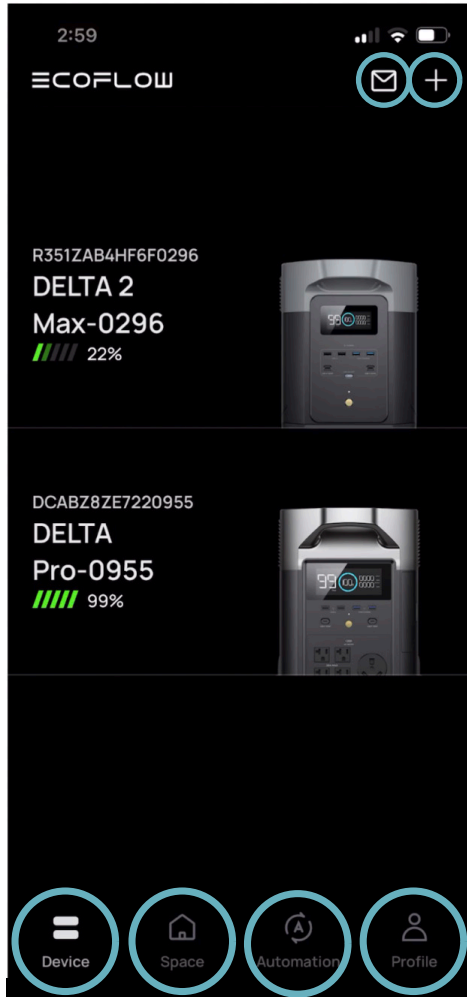 2:59
ECOFLOW
R351ZAB4HF6F0296
DELTA 2
Max-0296
22%
DCABZ8ZE7220955
DELTA
Pro-0955
99%
Device
Space
Automation
Profile